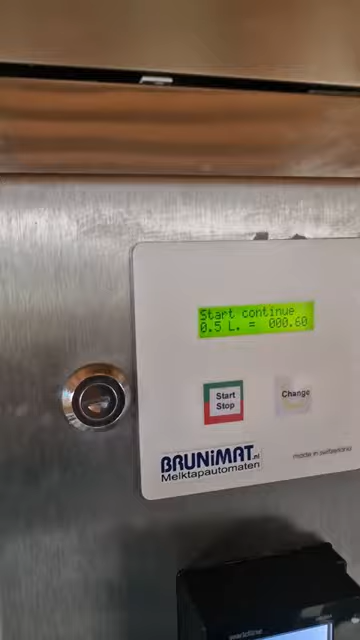 Start continue
0.5 L. = 000.60
Start
Stop
Change
BRUNiMAT.nl
Melktapautomaten
made in switzerland